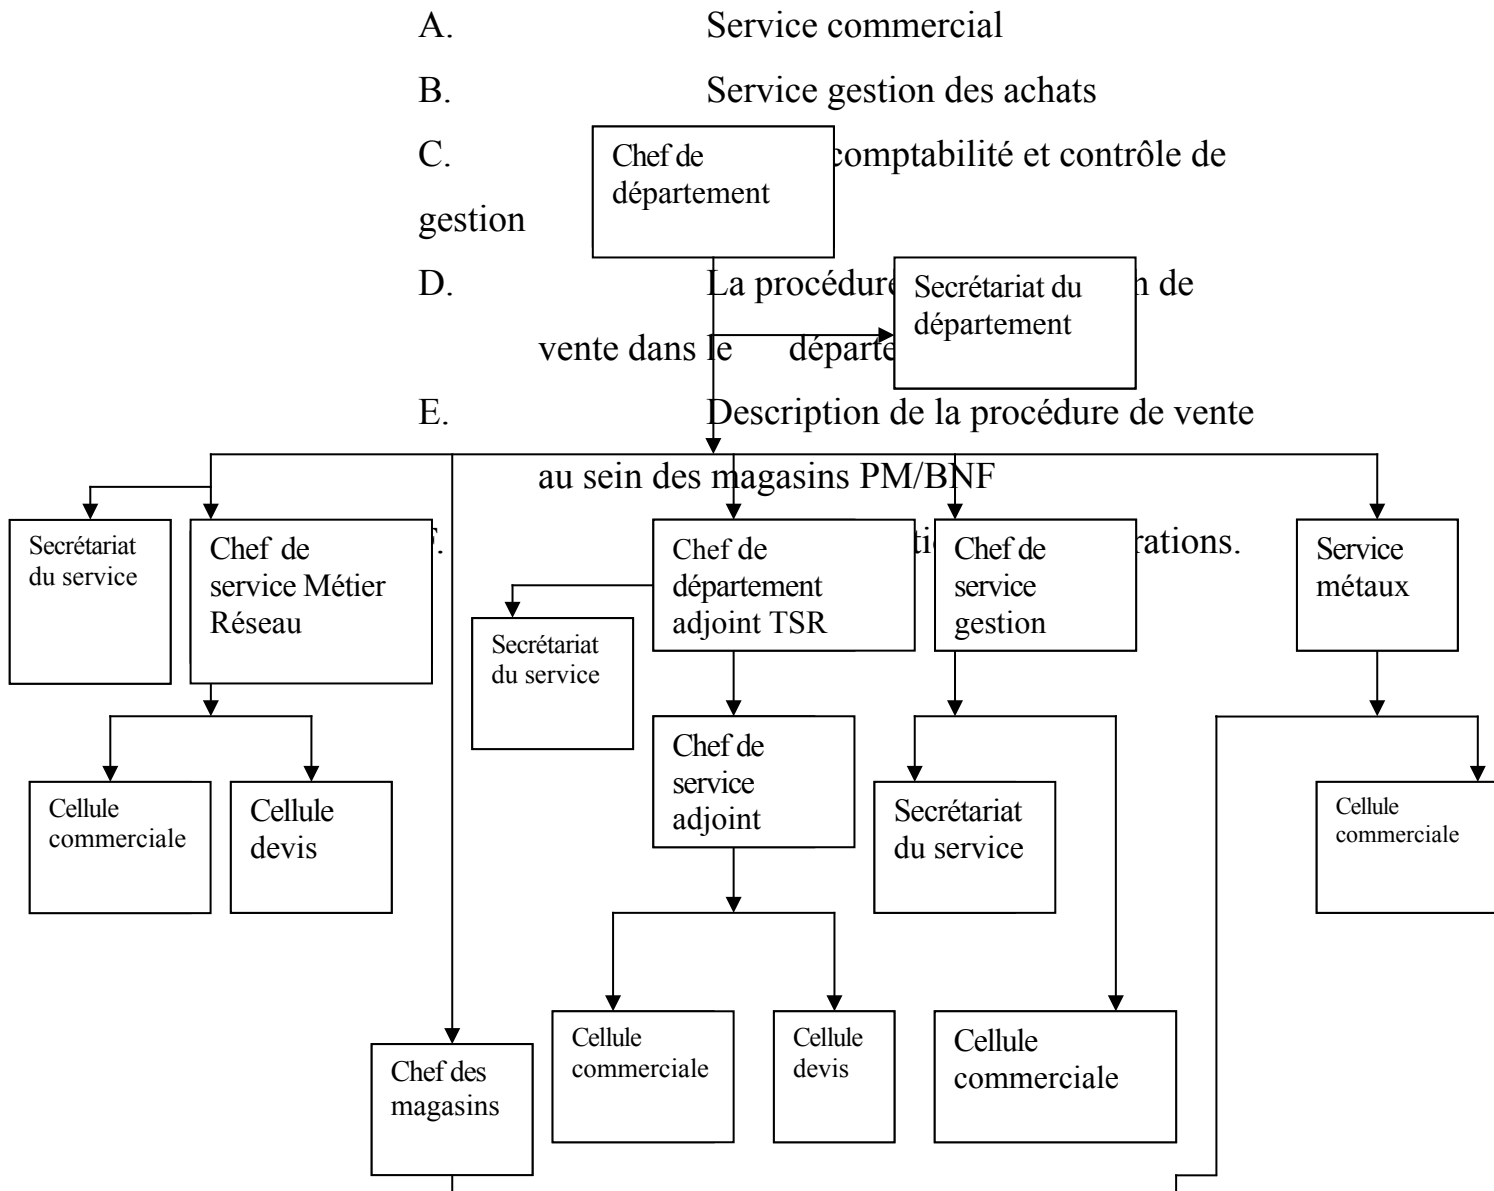 A. Service commercial
B. Service gestion des achats
C. comptabilité et contrôle de
gestion
Chef de
département
D. La procédure de
vente dans le
Secrétariat du
département
E. Description de la procédure de vente
au sein des magasins PM/BNF
Secrétariat
du service
Chef de
service Métier
Réseau
Chef de
département
adjoint TSR
Chef de
service
gestion
Service
métaux
Secrétariat
du service
Chef de
service
adjoint
Cellule
commerciale
Cellule
devis
Secrétariat
du service
Cellule
commerciale
Chef des
magasins
Cellule
commerciale
Cellule
devis
Cellule
commerciale